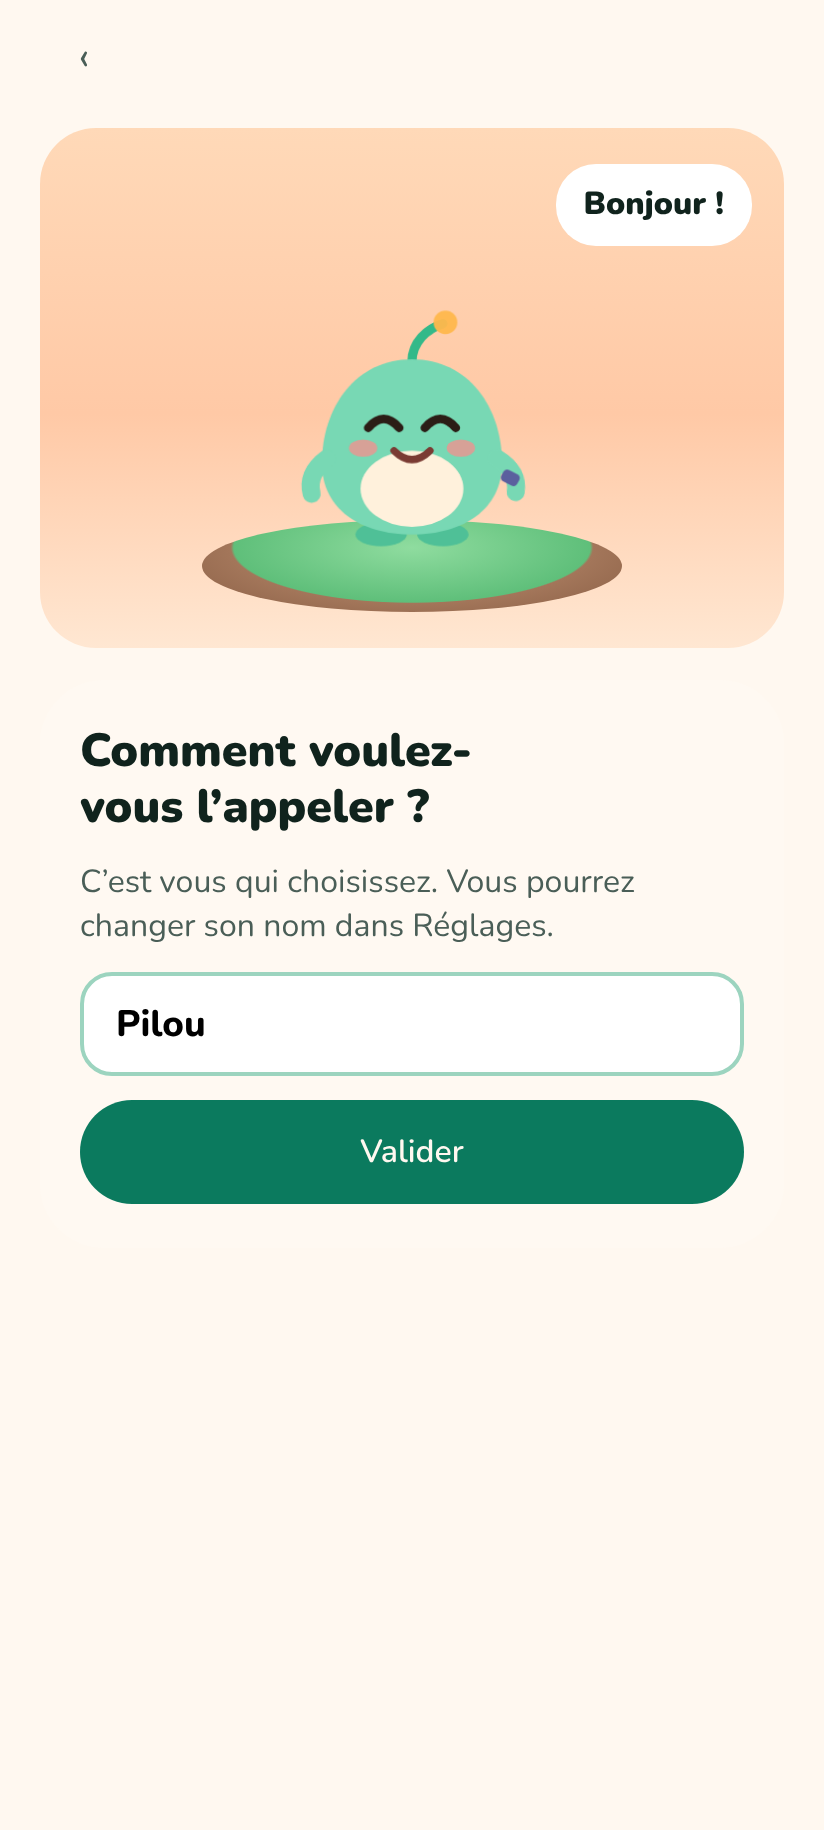 ‹
Bonjour !
Comment voulez-
vous l’appeler ?
C’est vous qui choisissez. Vous pourrez
changer son nom dans Réglages.
Pilou
Valider